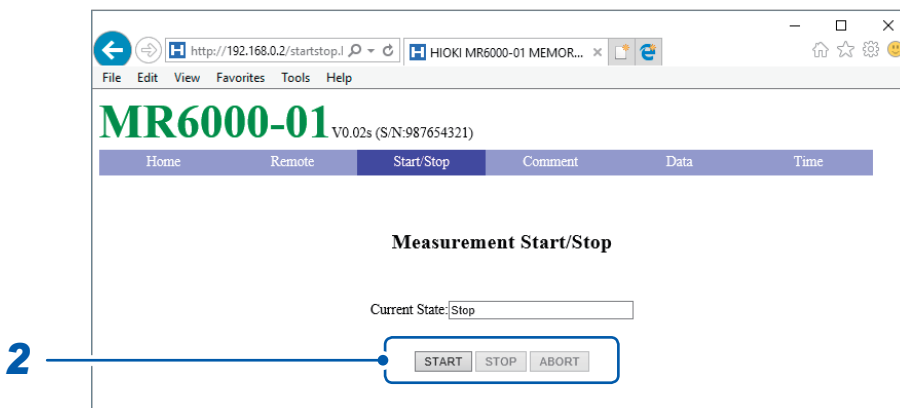 http://192.168.0.2/startstop.l
HIOKI MR6000-01 MEMOR...
File Edit View Favorites Tools Help
MR6000-01 V0.02s (S/N:987654321)
Home Remote Start/Stop Comment Data Time
Measurement Start/Stop
Current State: Stop
2
START STOP ABORT